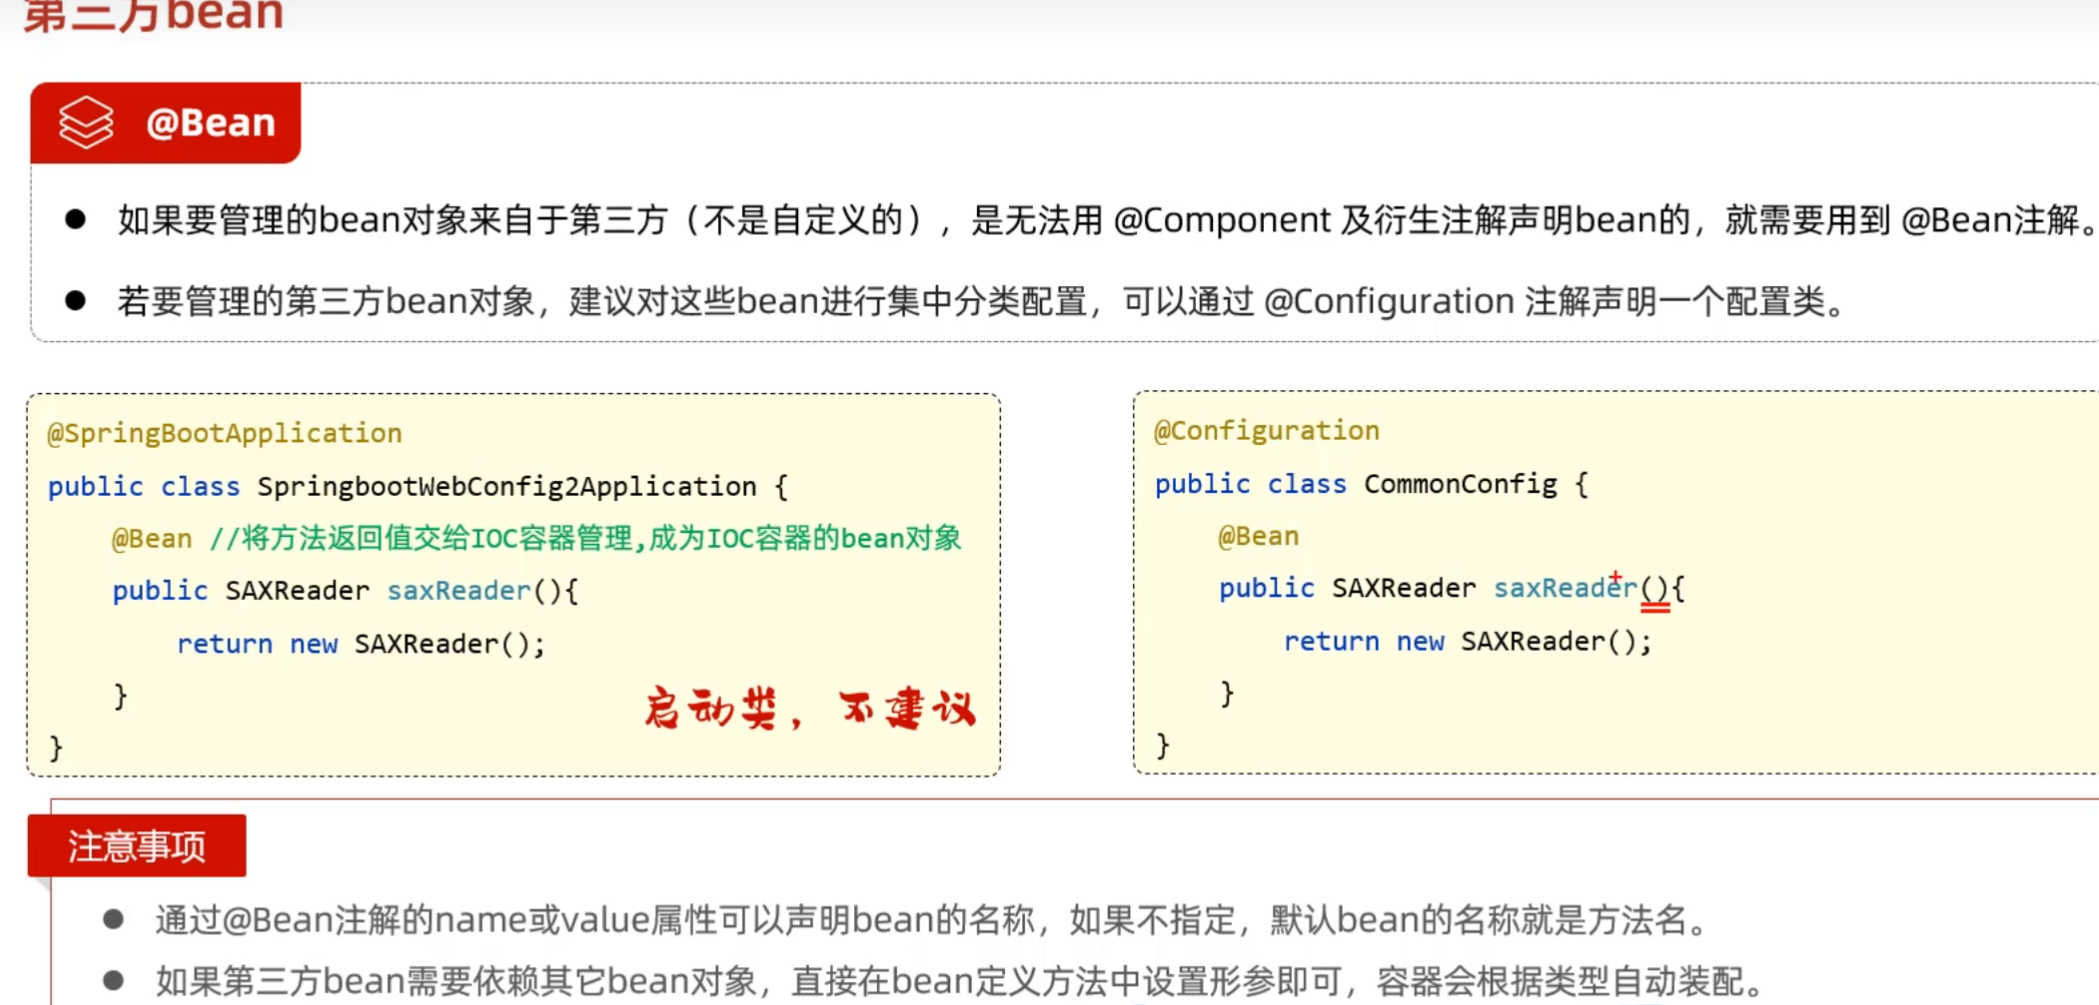 第三方bean
@Bean
如果要管理的bean对象来自于第三方（不是自定义的），是无法用 @Component 及衍生注解声明bean的，就需要用到 @Bean注解。
若要管理的第三方bean对象，建议对这些bean进行集中分类配置，可以通过 @Configuration 注解声明一个配置类。
@SpringBootApplication
public class SpringbootWebConfig2Application {
@Bean //将方法返回值交给IOC容器管理,成为IOC容器的bean对象
public SAXReader saxReader(){
return new SAXReader();
}
}
启动类，不建议
@Configuration
public class CommonConfig {
@Bean
public SAXReader saxReader(){
return new SAXReader();
}
}
注意事项
通过@Bean注解的name或value属性可以声明bean的名称，如果不指定，默认bean的名称就是方法名。
如果第三方bean需要依赖其它bean对象，直接在bean定义方法中设置形参即可，容器会根据类型自动装配。